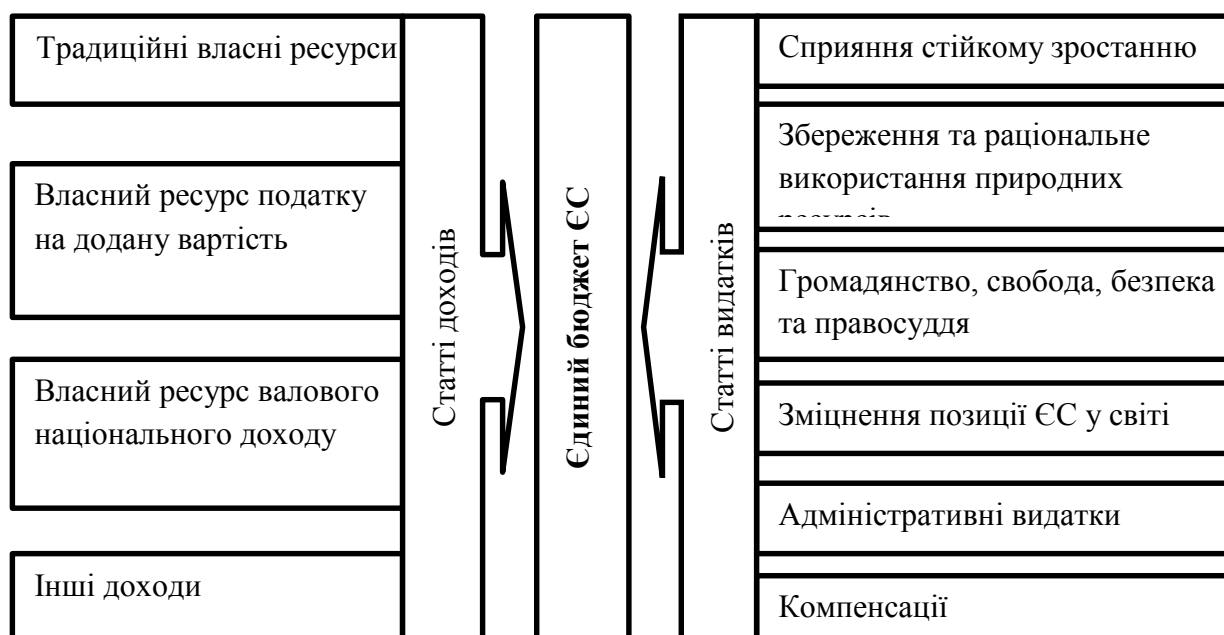 Традиційні власні ресурси
Власний ресурс податку
на додану вартість
Власний ресурс валового
національного доходу
Інші доходи
Статті доходів
Єдиний бюджет ЄС
Статті видатків
Сприяння стійкому зростанню
Збереження та раціональне
використання природних
ресурсів
Громадянство, свобода, безпека
та правосуддя
Зміцнення позиції ЄС у світі
Адміністративні видатки
Компенсації